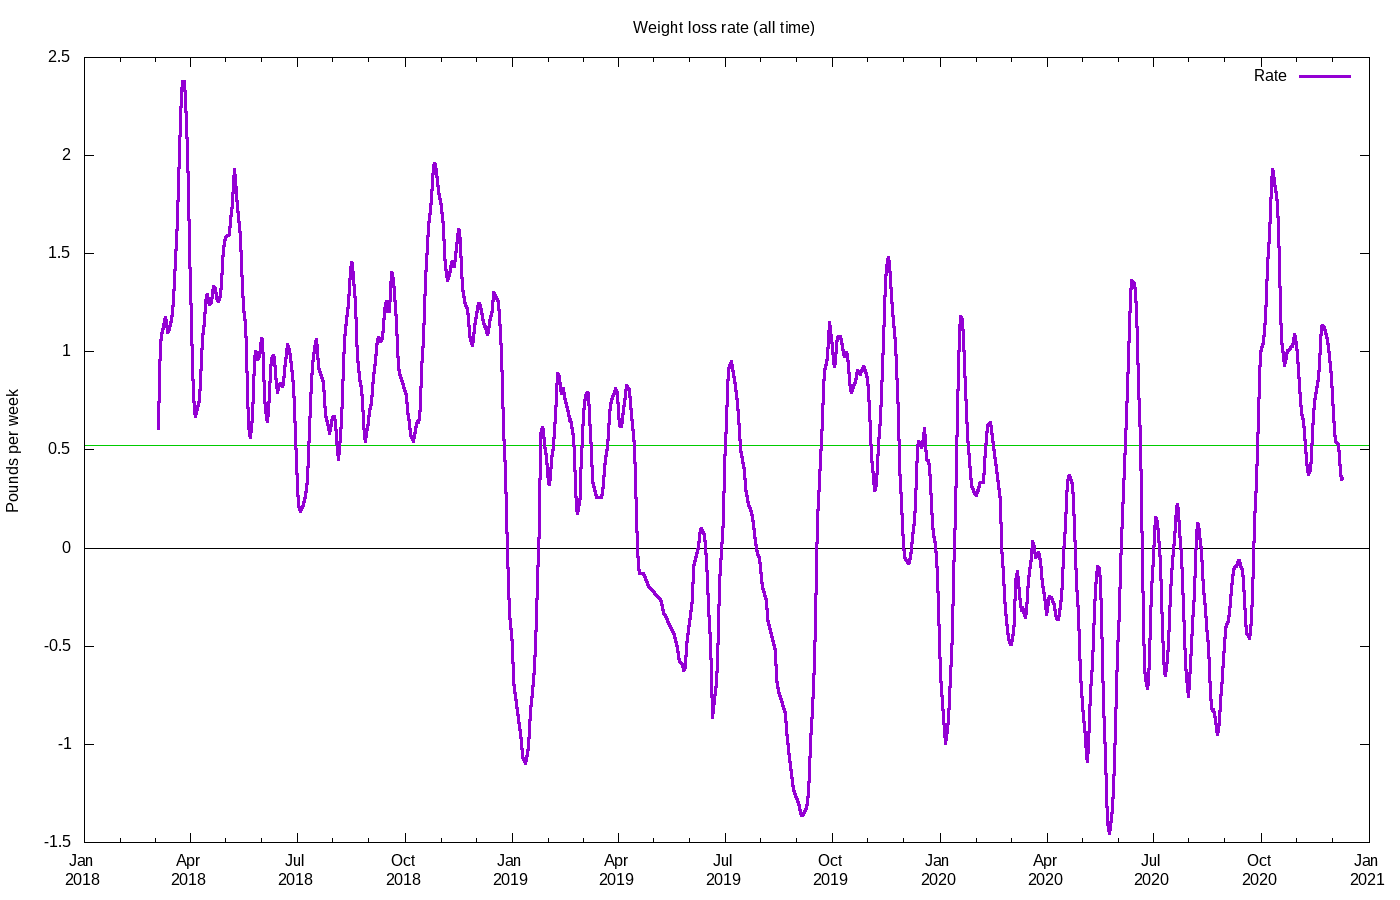 Weight loss rate (all time)
Rate
Pounds per week
2.5
2
1.5
1
0.5
0
-0.5
-1
-1.5
Jan Apr Jul Oct Jan Apr Jul Oct Jan Apr Jul Oct Jan
2018 2018 2018 2018 2019 2019 2019 2019 2020 2020 2020 2020 2021